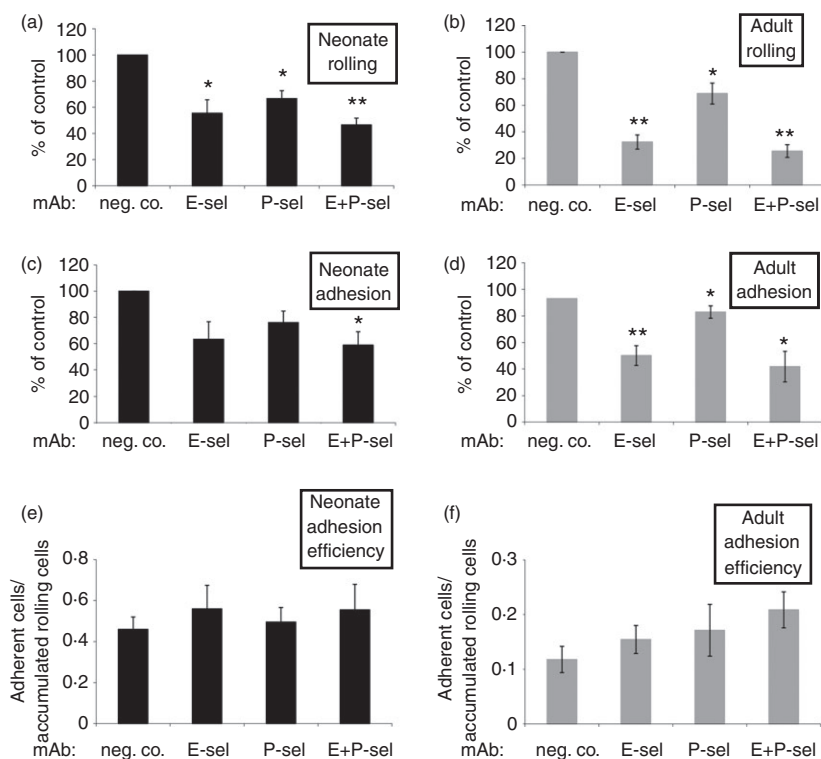 (a)
Neonate
rolling
% of control
120
100
80
60
40
20
0
*
*
**
mAb: neg. co. E-sel P-sel E+P-sel
(b)
Adult
rolling
% of control
120
100
80
60
40
20
0
**
*
**
mAb: neg. co. E-sel P-sel E+P-sel
(c)
Neonate
adhesion
% of control
120
100
80
60
40
20
0
*
mAb: neg. co. E-sel P-sel E+P-sel
(d)
Adult
adhesion
% of control
120
100
80
60
40
20
0
**
*
*
mAb: neg. co. E-sel P-sel E+P-sel
(e)
Neonate
adhesion
efficiency
Adherent cells/
accumulated rolling cells
0·8
0·6
0·4
0·2
0
mAb: neg. co. E-sel P-sel E+P-sel
(f)
Adult
adhesion
efficiency
Adherent cells/
accumulated rolling cells
0·3
0·2
0·1
0
mAb: neg. co. E-sel P-sel E+P-sel